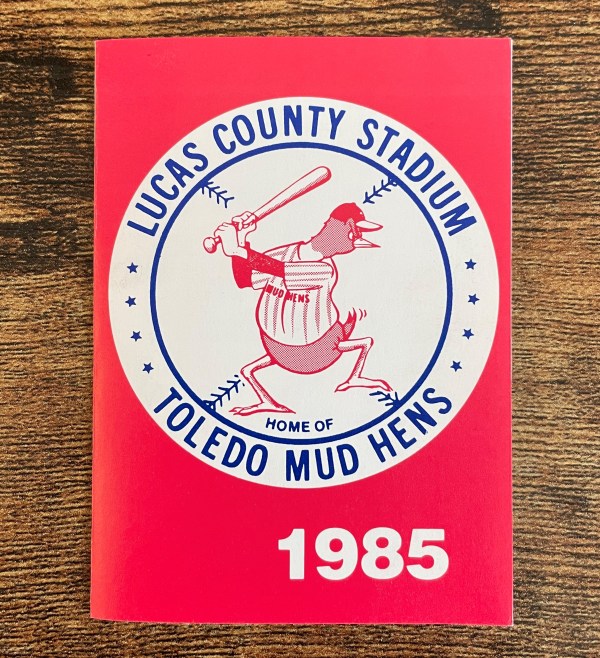 LUCAS COUNTY STADIUM
MUD HENS
HOME OF
TOLEDO MUD HENS
1985